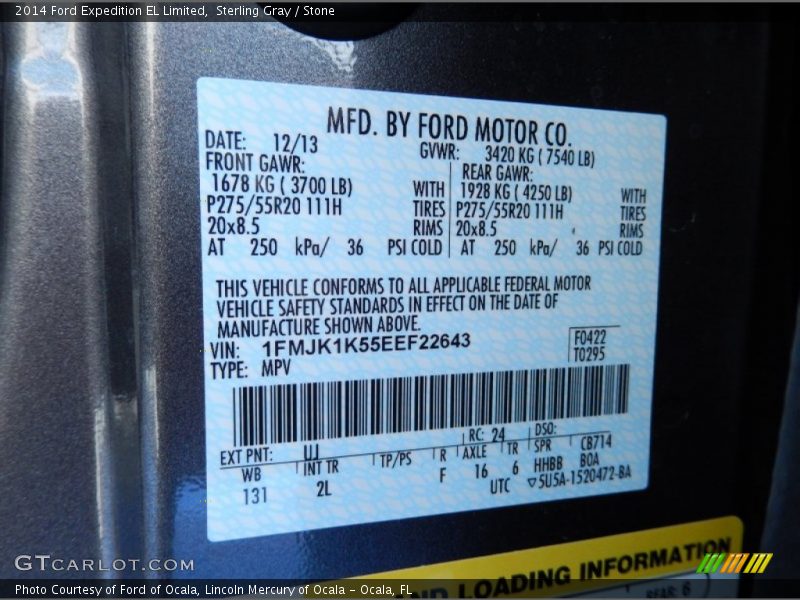 2014 Ford Expedition EL Limited, Sterling Gray / Stone
MFD. BY FORD MOTOR CO.
DATE: 12/13 GVWR: 3420 KG ( 7540 LB)
FRONT GAWR: REAR GAWR:
1678 KG ( 3700 LB) WITH 1928 KG ( 4250 LB) WITH
P275/55R20 111H TIRES P275/55R20 111H TIRES
20x8.5 RIMS 20x8.5 RIMS
AT 250 kPa/ 36 PSI COLD AT 250 kPa/ 36 PSI COLD
THIS VEHICLE CONFORMS TO ALL APPLICABLE FEDERAL MOTOR
VEHICLE SAFETY STANDARDS IN EFFECT ON THE DATE OF
MANUFACTURE SHOWN ABOVE.
VIN: 1FMJK1K55EEF22643 F0422
TYPE: MPV T0295
EXT PNT: UJ RC: 24 DSO:
WB INT TR TP/PS R AXLE TR SPR CB714
131 2L F 16 6 HHBB BOA
UTC ▽5U5A-1520472-BA
AND LOADING INFORMATION
REAR: 6
GTCARLOT.COM
Photo Courtesy of Ford of Ocala, Lincoln Mercury of Ocala - Ocala, FL